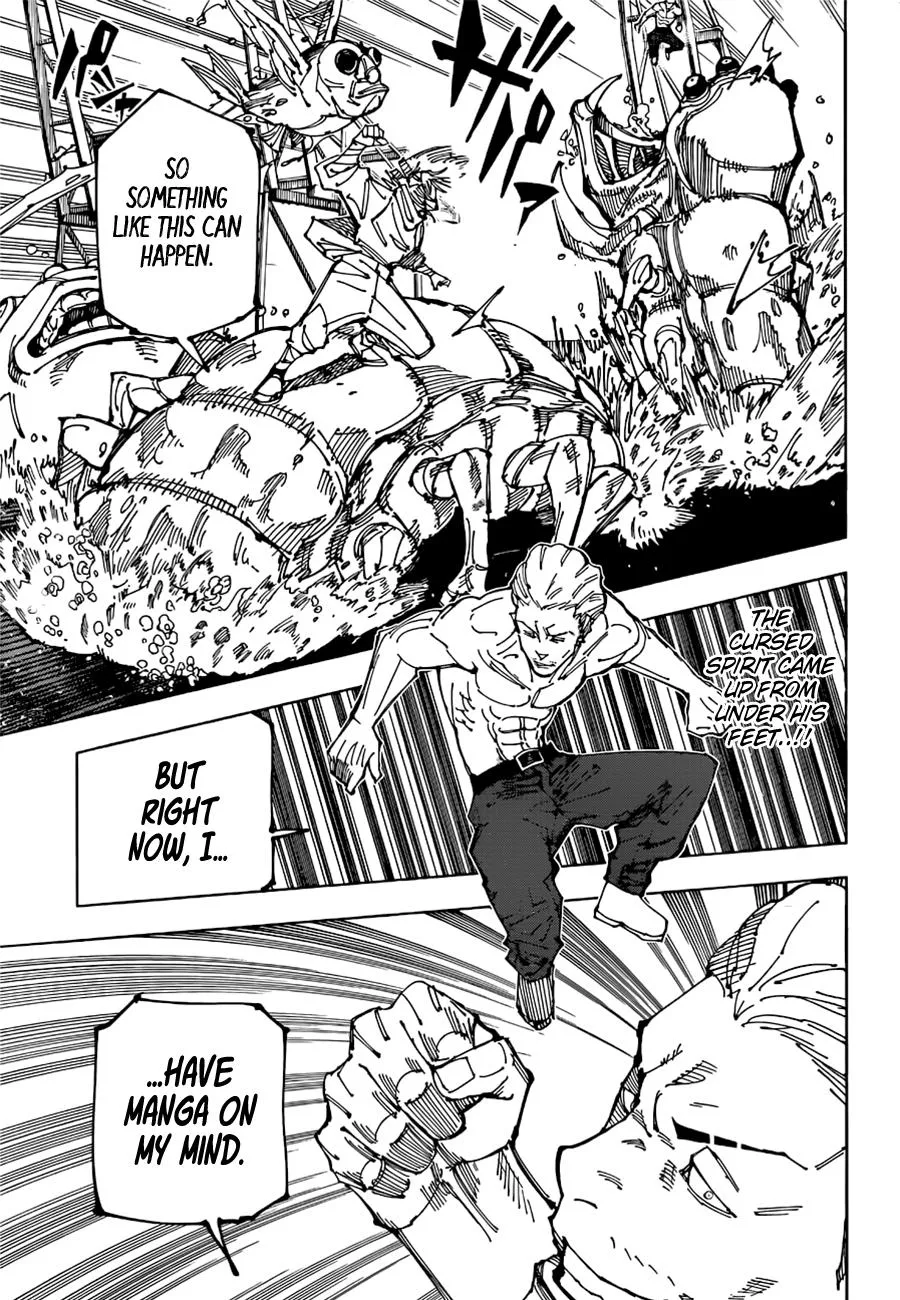 SO
SOMETHING
LIKE THIS CAN
HAPPEN.
THE
CURSED
SPIRIT CAME
UP FROM
UNDER HIS
FEET..!!!
BUT
RIGHT
NOW, I...
...HAVE
MANGA ON
MY MIND.